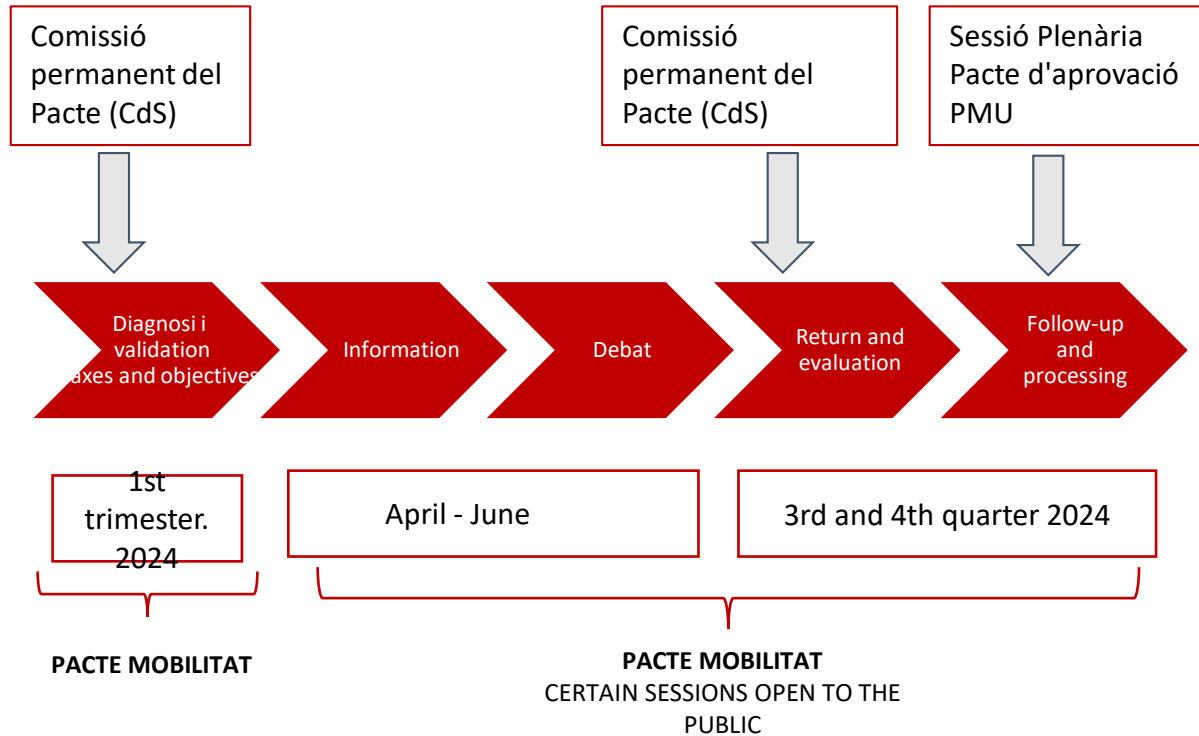 Comissió
permanent del
Pacte (CdS)
Comissió
permanent del
Pacte (CdS)
Sessió Plenària
Pacte d'aprovació
PMU
Diagnosi i
validation
axes and objectives
Information
Debat
Return and
evaluation
Follow-up
and
processing
1st
trimester.
2024
April - June
3rd and 4th quarter 2024
PACTE MOBILITAT
PACTE MOBILITAT
CERTAIN SESSIONS OPEN TO THE
PUBLIC